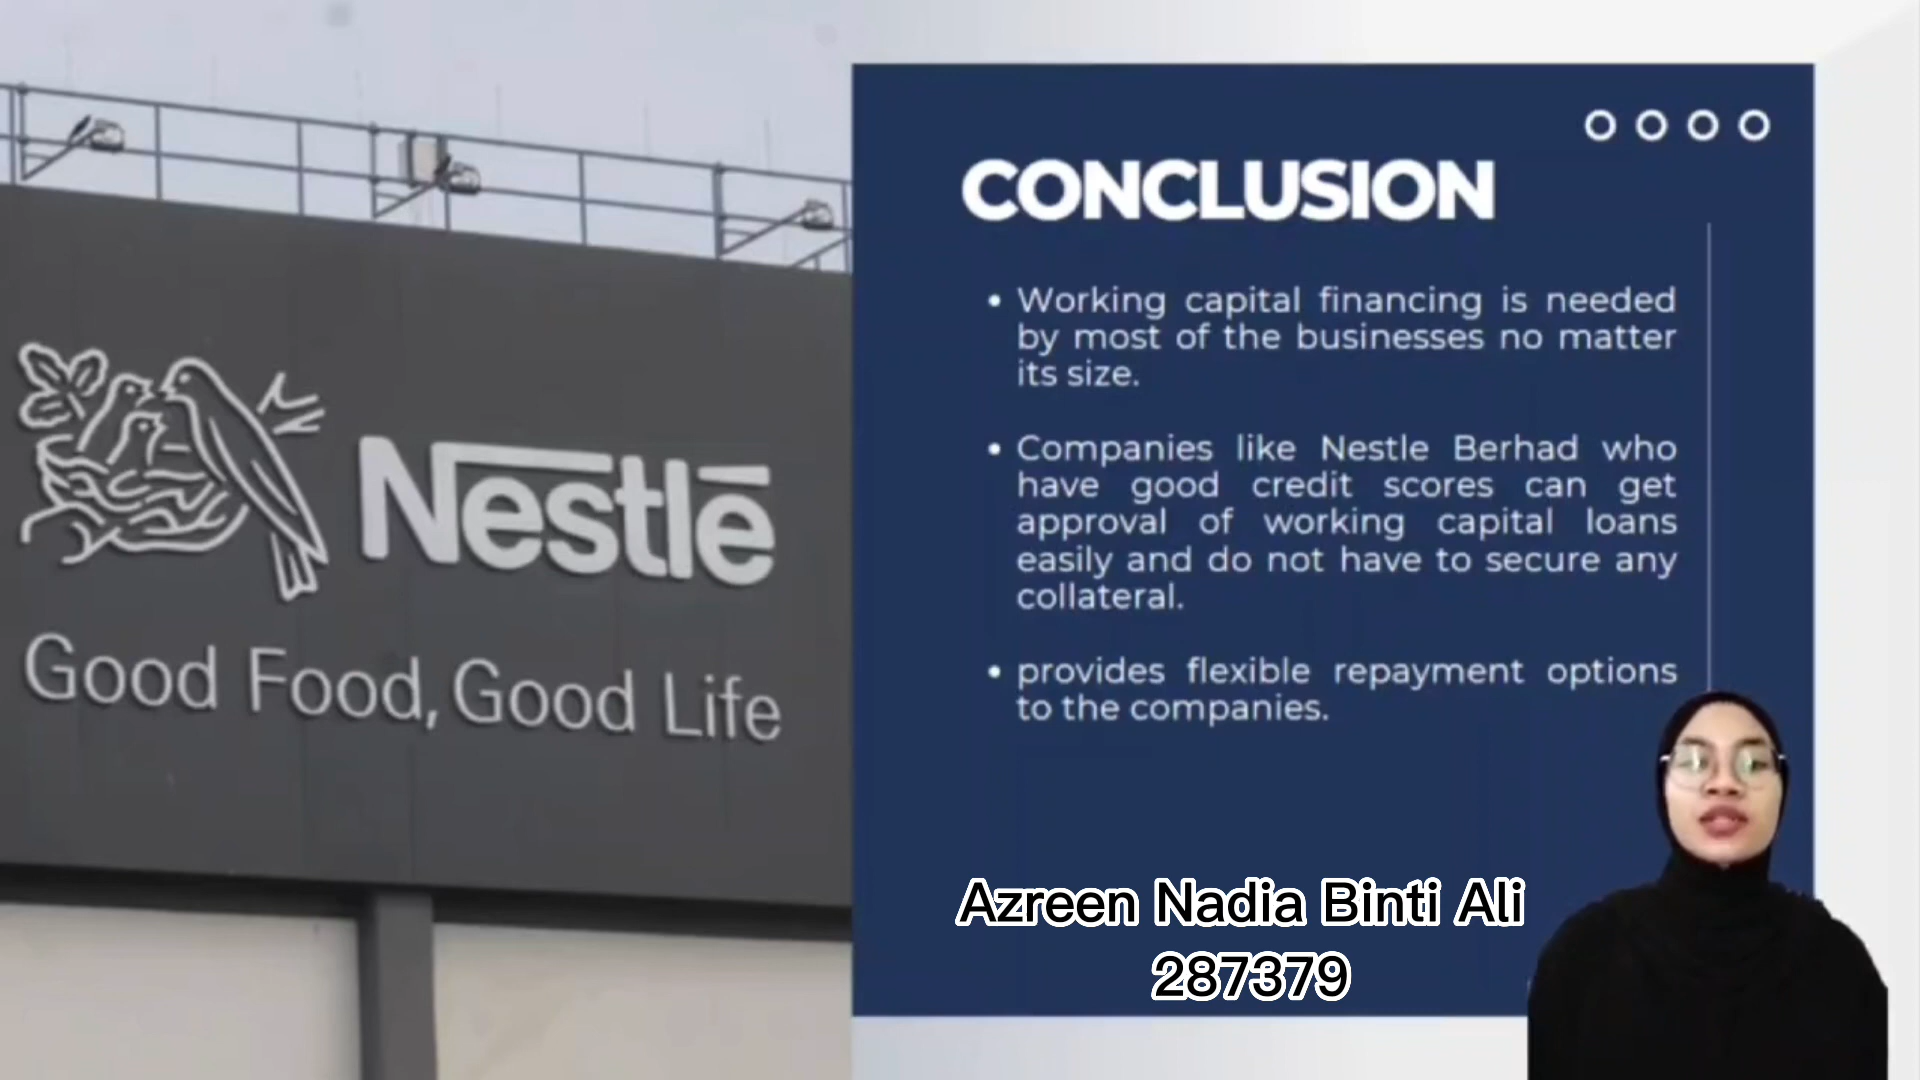 Nestlé
Good Food, Good Life
CONCLUSION
• Working capital financing is needed
by most of the businesses no matter
its size.
• Companies like Nestle Berhad who
have good credit scores can get
approval of working capital loans
easily and do not have to secure any
collateral.
• provides flexible repayment options
to the companies.
Azreen Nadia Binti Ali
287379